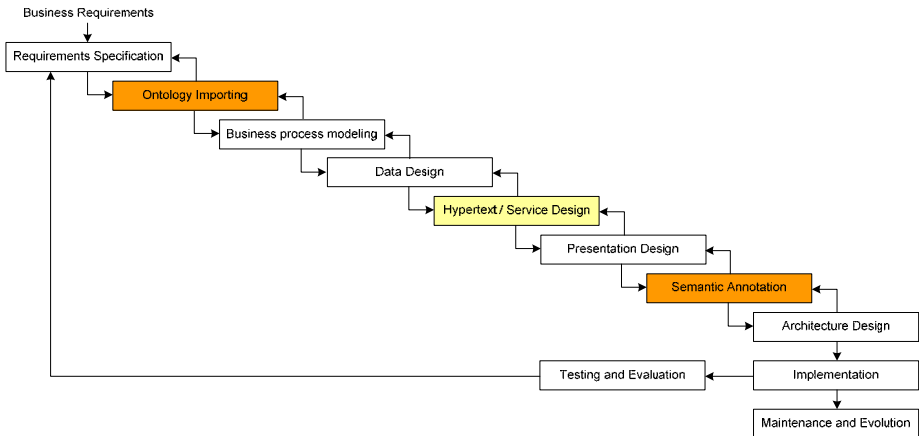 Business Requirements
Requirements Specification
Ontology Importing
Business process modeling
Data Design
Hypertext / Service Design
Presentation Design
Semantic Annotation
Architecture Design
Testing and Evaluation
Implementation
Maintenance and Evolution